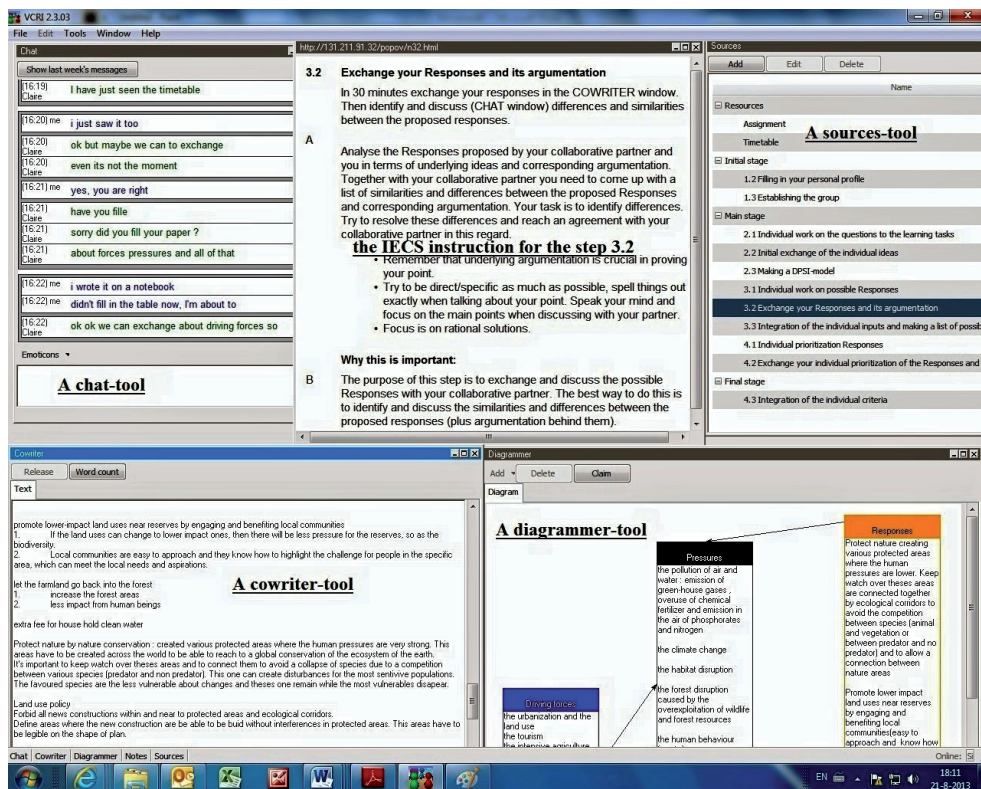 VCRI 2.3.03
File Edit Tools Window Help
Chat
Show last week's messages
(16:19) Claire I have just seen the timetable
(16:20) me i just saw it too
(16:20) Claire ok but maybe we can to exchange
(16:20) Claire even its not the moment
(16:21) me yes, you are right
(16:21) Claire have you fille
(16:21) Claire sorry did you fill your paper ?
(16:21) Claire about forces pressures and all of that
(16:22) me i wrote it on a notebook
(16:22) me didn't fill in the table now, I'm about to
(16:22) Claire ok ok we can exchange about driving forces so
Emoticons
A chat-tool
http://131.211.91.32/popov/n32.html
3.2 Exchange your Responses and its argumentation
In 30 minutes exchange your responses in the COWRITER window.
Then identify and discuss (CHAT window) differences and similarities
between the proposed responses.
A
Analyse the Responses proposed by your collaborative partner and
you in terms of underlying ideas and corresponding argumentation.
Together with your collaborative partner you need to come up with a
list of similarities and differences between the proposed Responses
and corresponding argumentation. Your task is to identify differences.
Try to resolve these differences and reach an agreement with your
collaborative partner in this regard.
the IECS instruction for the step 3.2
• Remember that underlying argumentation is crucial in proving
your point.
• Try to be direct/specific as much as possible, spell things out
exactly when talking about your point. Speak your mind and
focus on the main points when discussing with your partner.
• Focus is on rational solutions.
Why this is important:
B The purpose of this step is to exchange and discuss the possible
Responses with your collaborative partner. The best way to do this is
to identify and discuss the similarities and differences between the
proposed responses (plus argumentation behind them).
Sources
Add Edit Delete
Name
Resources
Assignment
A sources-tool
Timetable
Initial stage
1.2 Filling in your personal profile
1.3 Establishing the group
Main stage
2.1 Individual work on the questions to the learning tasks
2.2 Initial exchange of the individual ideas
2.3 Making a DPSI-model
3.1 Individual work on possible Responses
3.2 Exchange your Responses and its argumentation
3.3 Integration of the individual inputs and making a list of possib
4.1 Individual prioritization Responses
4.2 Exchange your individual prioritization of the Responses and
Final stage
4.3 Integration of the individual criteria
Cowriter
Release Word count
Text
promote lower-impact land uses near reserves by engaging and benefiting local communities
1. If the land uses can change to lower impact ones, then there will be less pressure for the reserves, so as the
biodiversity.
2. Local communities are easy to approach and they know how to highlight the challenge for people in the specific
area, which can meet the local needs and aspirations.
let the farmland go back into the forest
1. increase the forest areas
2. less impact from human beings
A cowriter-tool
extra fee for house hold clean water
Protect nature by nature conservation : created various protected areas where the human pressures are very strong. This
areas have to be created across the world to be able to reach to a global conservation of the ecosystem of the earth.
It's important to keep watch over theses areas and to connect them to avoid a collapse of species due to a competition
between various species (predator and non predator). This one can create disturbances for the most sentivive populations.
The favoured species are the less vulnerable about changes and theses one remain while the most vulnerables disapear.
Land use policy
Forbid all news constructions within and near to protected areas and ecological corridors.
Define areas where the new construction are be able to be bud without interferences in protected areas. This areas have to
be legible on the shape of plan.
Diagrammer
Add Delete Claim
Diagram
A diagrammer-tool
Driving forces
the urbanization and the
land use
the tourism
the intensive agriculture
Pressures
the pollution of air and
water : emission of
green-house gases ,
overuse of chemical
fertilizer and emission in
the air of phosphorates
and nitrogen
the climate change
the habitat disruption
the forest disruption
caused by the
overexploitation of wildlife
and forest resources
the human behaviour
Responses
Protect nature creating
various protected areas
where the human
pressures are lower. Keep
watch over theses areas
are connected together
by ecological corridors to
avoid the competition
between species (animal
and vegetation or
between predator and no
predator) and to allow a
connection between
nature areas
Promote lower impact
land uses near reserves
by engaging and
benefiting local
communities(easy to
approach and know how
Chat Cowriter Diagrammer Notes Sources
Online:
EN
18:11
21-8-2013